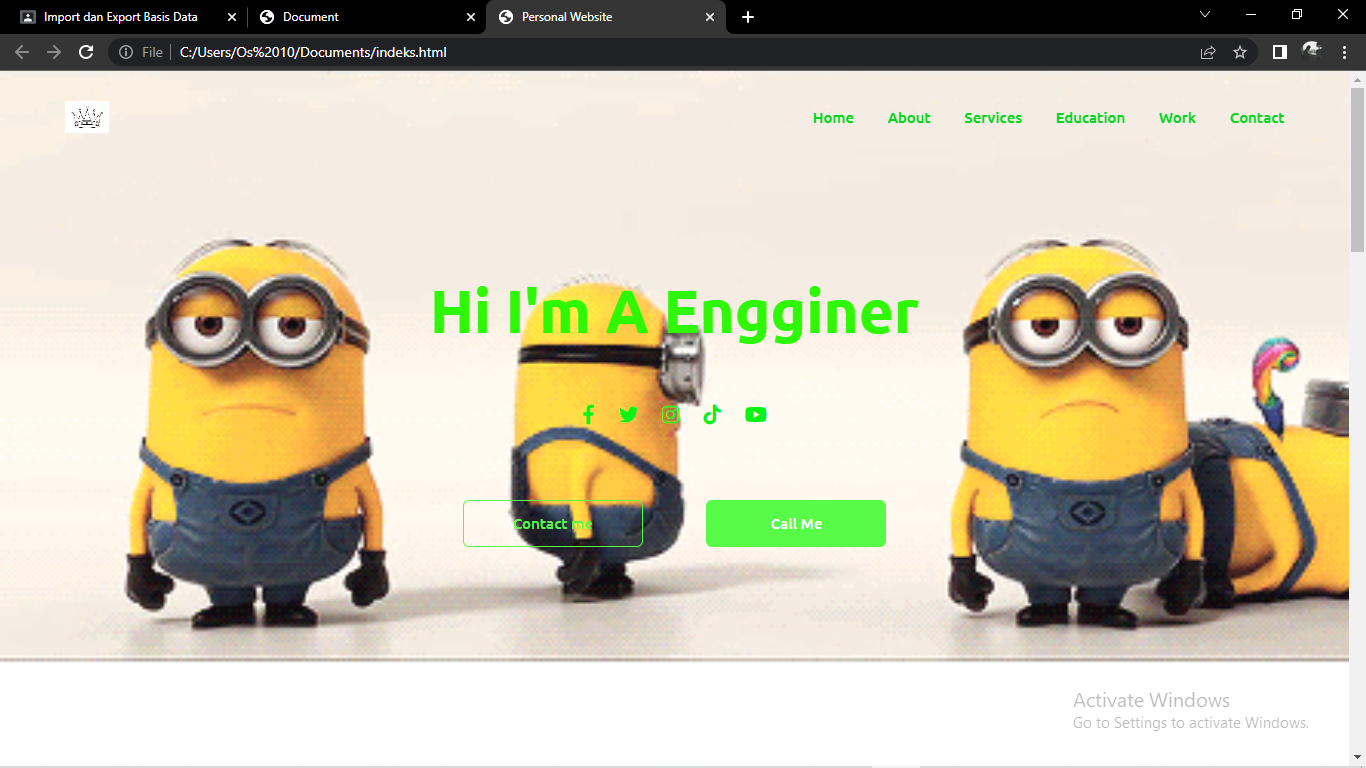 Import dan Export Basis Data
Document
Personal Website
File
C:/Users/Os%2010/Documents/indeks.html
Home
About
Services
Education
Work
Contact
Hi I'm A Engginer
Contact me
Call Me
Activate Windows
Go to Settings to activate Windows.